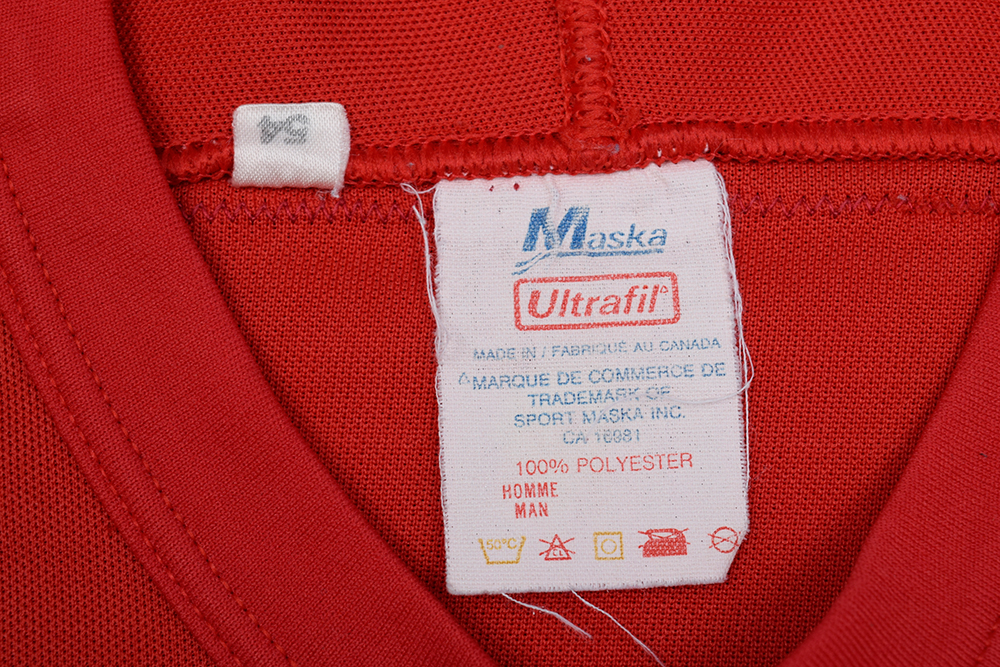 54
Maska
Ultrafil△
MADE IN / FABRIQUÉ AU CANADA
△MARQUE DE COMMERCE DE
TRADEMARK OF
SPORT MASKA INC.
CA 16981
100% POLYESTER
HOMME
MAN
50°C
CL